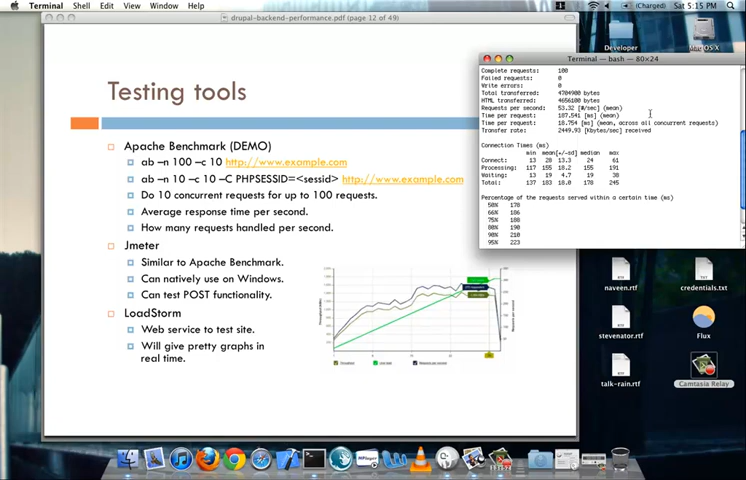 Terminal Shell Edit View Window Help
(Charged) Sat 5:15 PM
drupal-backend-performance.pdf (page 12 of 49)
Testing tools
Apache Benchmark (DEMO)
ab –n 100 –c 10 http://www.example.com
ab –n 10 –c 10 –C PHPSESSID=<sessid> http://www.example.com
Do 10 concurrent requests for up to 100 requests.
Average response time per second.
How many requests handled per second.
Jmeter
Similar to Apache Benchmark.
Can natively use on Windows.
Can test POST functionality.
LoadStorm
Web service to test site.
Will give pretty graphs in
real time.
Developer
Mac OS X
Terminal — bash — 80×24
Complete requests: 100
Failed requests: 0
Write errors: 0
Total transferred: 4704900 bytes
HTML transferred: 4656100 bytes
Requests per second: 53.32 [#/sec] (mean)
Time per request: 187.541 [ms] (mean)
Time per request: 18.754 [ms] (mean, across all concurrent requests)
Transfer rate: 2449.93 [Kbytes/sec] received
Connection Times (ms)
min mean[+/-sd] median max
Connect: 13 28 13.3 24 61
Processing: 117 155 18.2 155 191
Waiting: 13 19 4.7 19 38
Total: 137 183 18.0 178 245
Percentage of the requests served within a certain time (ms)
50% 178
66% 186
75% 188
80% 190
90% 210
95% 223
naveen.rtf
credentials.txt
stevenator.rtf
Flux
talk-rain.rtf
Camtasia Relay